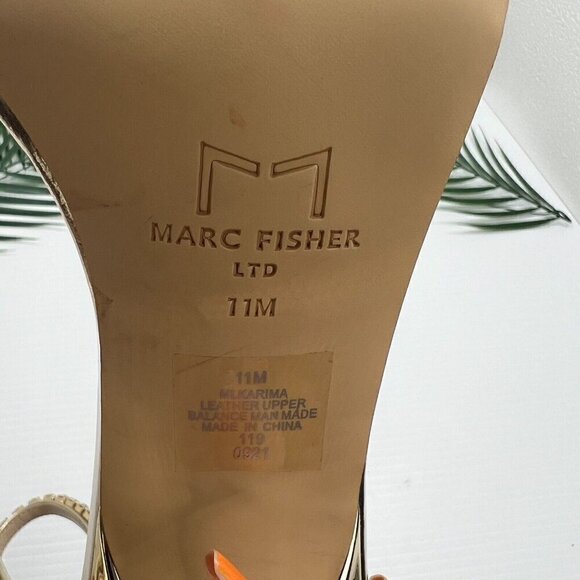 MARC FISHER
LTD
11M
11M
MLKARIMA
LEATHER UPPER
BALANCE MAN MADE
MADE IN CHINA
119
0921